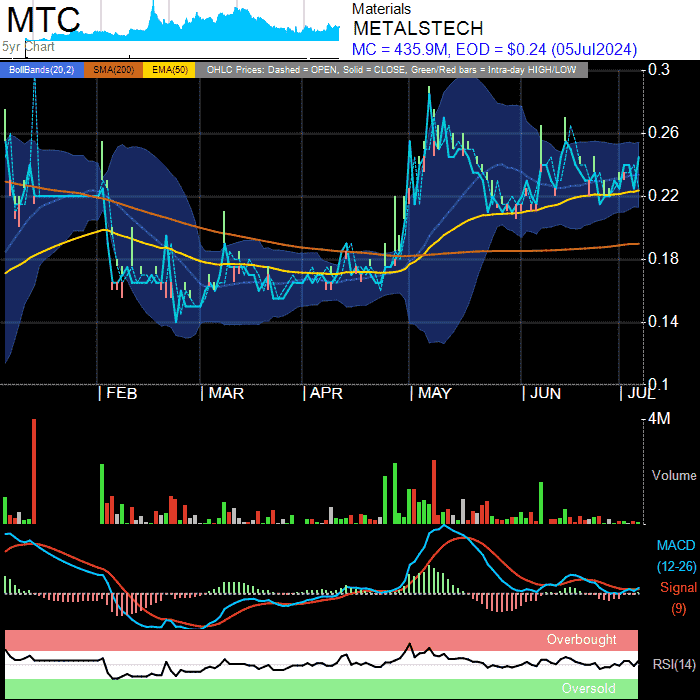 MTC
5yr Chart
Materials
METALSTECH
MC = 435.9M, EOD = $0.24 (05Jul2024)
BollBands(20,2) SMA(200) EMA(50) OHLC Prices: Dashed = OPEN, Solid = CLOSE, Green/Red bars = Intra-day HIGH/LOW
0.3
0.26
0.22
0.18
0.14
0.1
FEB MAR APR MAY JUN JUL
4M
Volume
MACD
(12-26)
Signal
(9)
Overbought
RSI(14)
Oversold